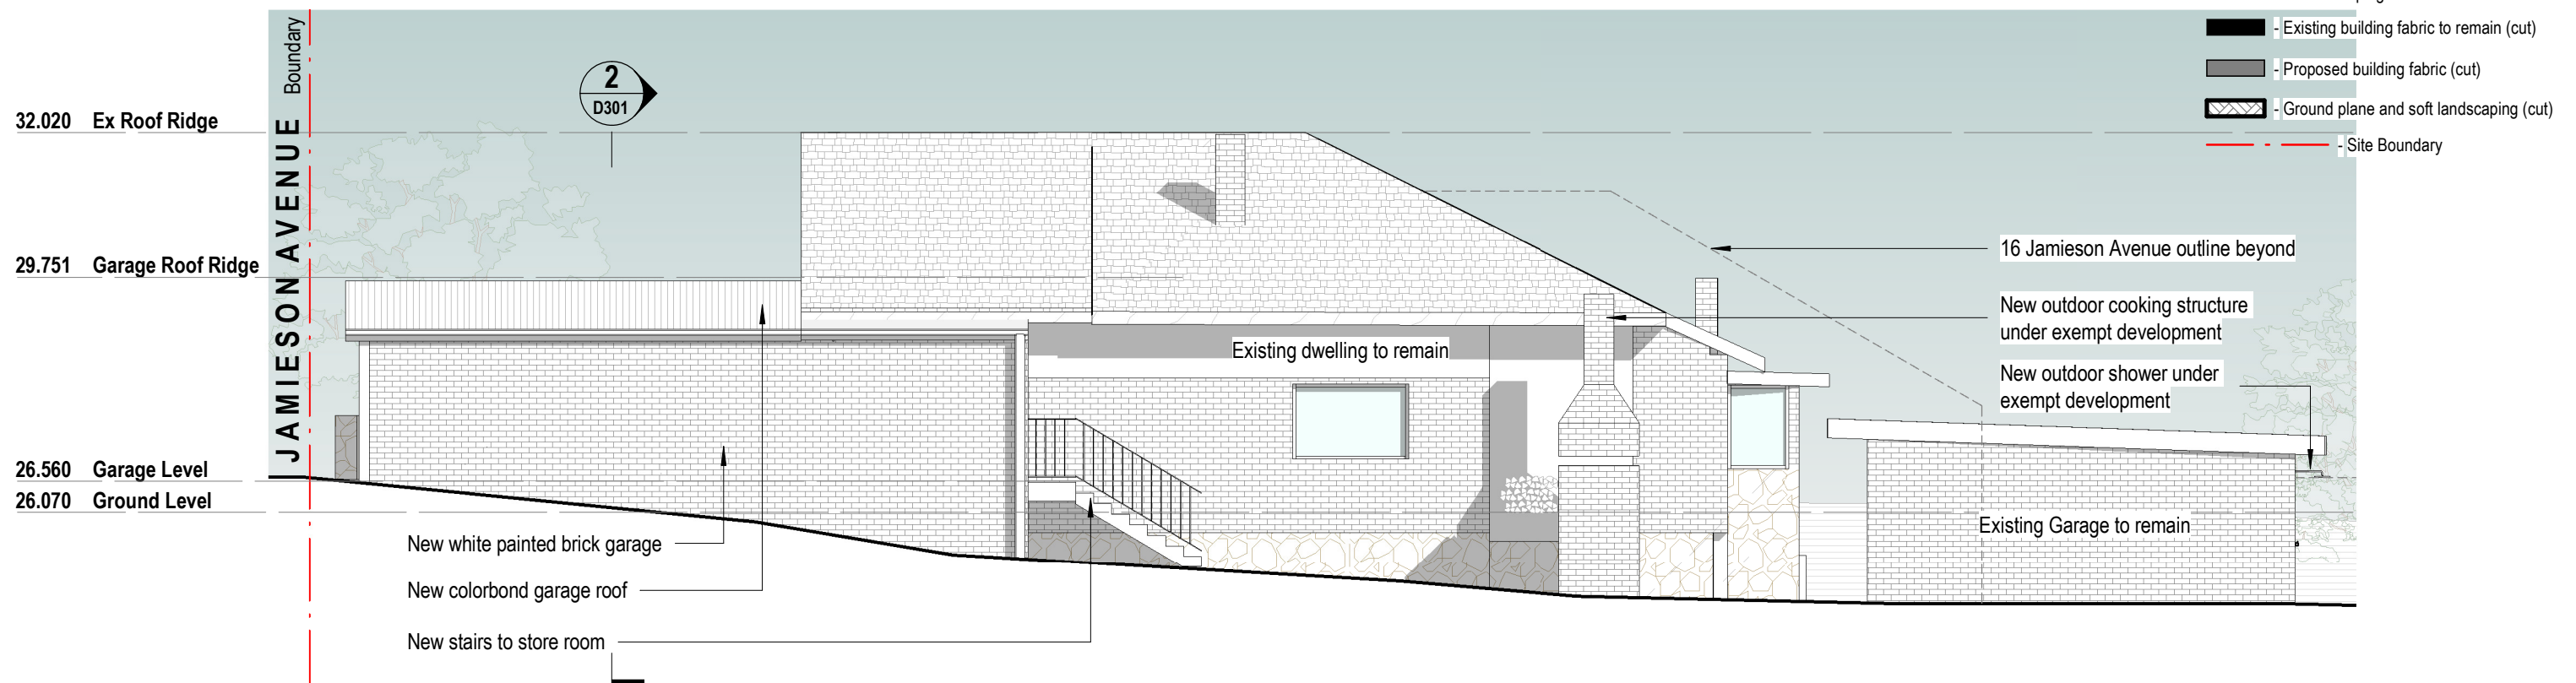 - Existing building fabric to remain (cut)
- Proposed building fabric (cut)
- Ground plane and soft landscaping (cut)
- Site Boundary
Boundary
JAMIESON AVENUE
2
D301
32.020 Ex Roof Ridge
29.751 Garage Roof Ridge
26.560 Garage Level
26.070 Ground Level
16 Jamieson Avenue outline beyond
New outdoor cooking structure
under exempt development
New outdoor shower under
exempt development
Existing dwelling to remain
Existing Garage to remain
New white painted brick garage
New colorbond garage roof
New stairs to store room